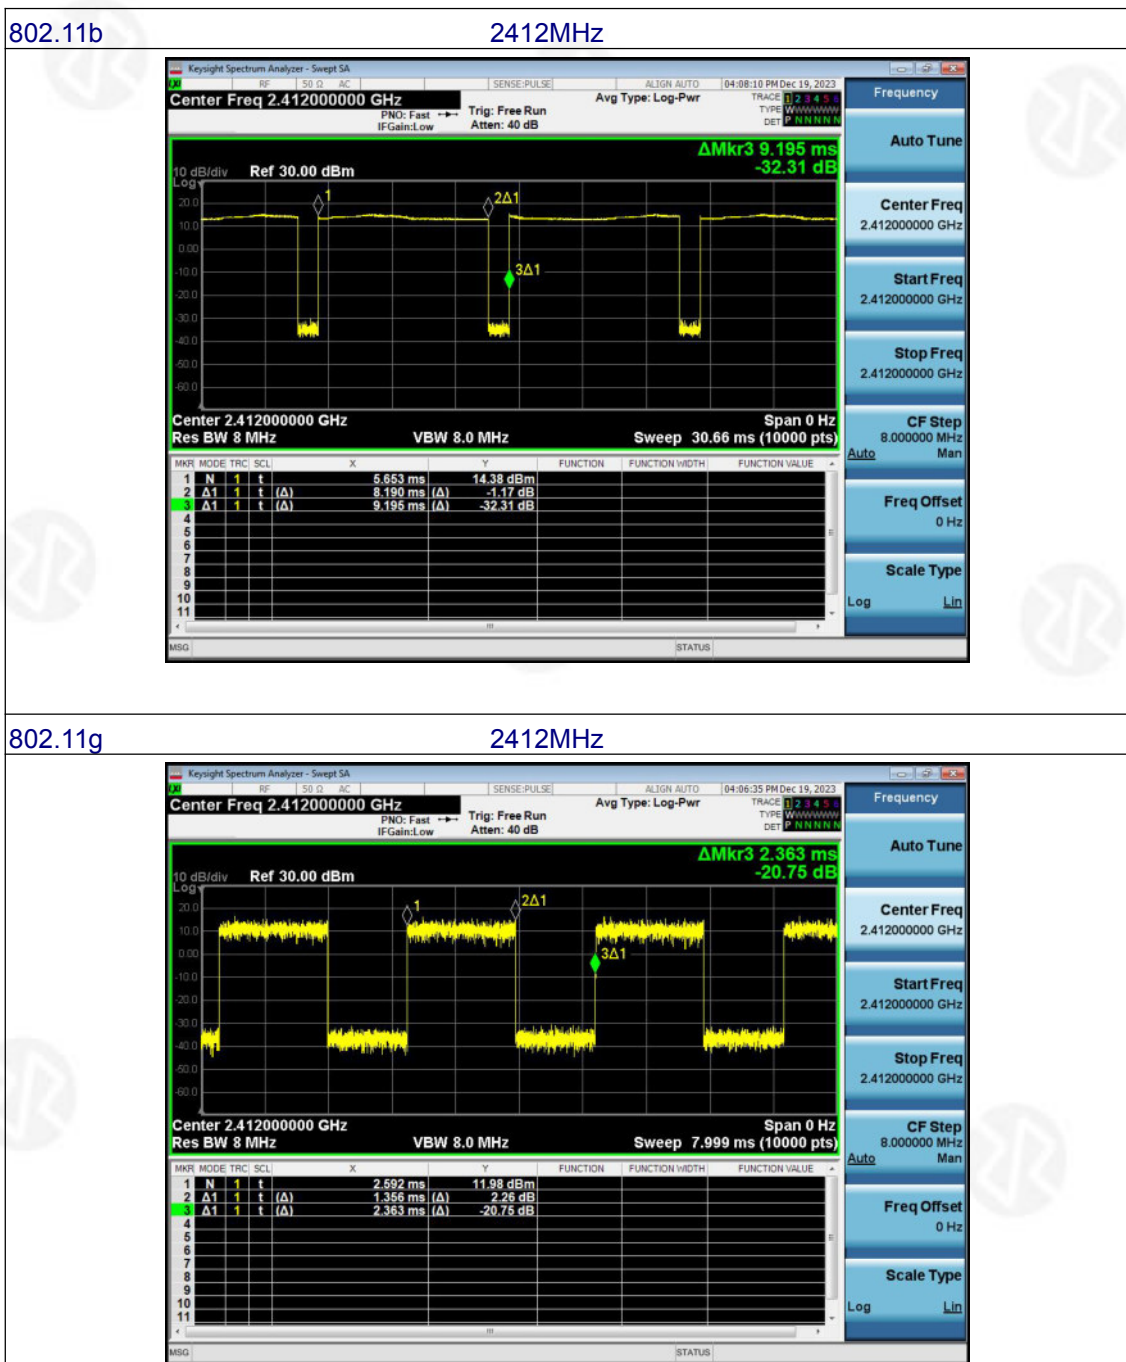 802.11b 2412MHz
Keysight Spectrum Analyzer - Swept SA
RF 50 Ω AC SENSE:PULSE ALIGN AUTO 04:08:10 PM Dec 19, 2023
Center Freq 2.412000000 GHz Avg Type: Log-Pwr TRACE 1 2 3 4 5 6
PNO: Fast Trig: Free Run TYPE WWWWWW
IFGain:Low Atten: 40 dB DET P N N N N N
Frequency
Auto Tune
Center Freq
2.412000000 GHz
Start Freq
2.412000000 GHz
Stop Freq
2.412000000 GHz
CF Step
8.000000 MHz
Auto Man
Freq Offset
0 Hz
Scale Type
Log Lin
ΔMkr3 9.195 ms
-32.31 dB
10 dB/div Ref 30.00 dBm
Log
20.0
10.0
0.00
-10.0
-20.0
-30.0
-40.0
-50.0
-60.0
1
2Δ1
3Δ1
Center 2.412000000 GHz Span 0 Hz
Res BW 8 MHz VBW 8.0 MHz Sweep 30.66 ms (10000 pts)
MKR MODE TRC SCL X Y FUNCTION FUNCTION WIDTH FUNCTION VALUE
1 N 1 t 5.653 ms 14.38 dBm
2 Δ1 1 t (Δ) 8.190 ms (Δ) -1.17 dB
3 Δ1 1 t (Δ) 9.195 ms (Δ) -32.31 dB
4
5
6
7
8
9
10
11
MSG STATUS
802.11g 2412MHz
Keysight Spectrum Analyzer - Swept SA
RF 50 Ω AC SENSE:PULSE ALIGN AUTO 04:06:35 PM Dec 19, 2023
Center Freq 2.412000000 GHz Avg Type: Log-Pwr TRACE 1 2 3 4 5 6
PNO: Fast Trig: Free Run TYPE WWWWWW
IFGain:Low Atten: 40 dB DET P N N N N N
Frequency
Auto Tune
Center Freq
2.412000000 GHz
Start Freq
2.412000000 GHz
Stop Freq
2.412000000 GHz
CF Step
8.000000 MHz
Auto Man
Freq Offset
0 Hz
Scale Type
Log Lin
ΔMkr3 2.363 ms
-20.75 dB
10 dB/div Ref 30.00 dBm
Log
20.0
10.0
0.00
-10.0
-20.0
-30.0
-40.0
-50.0
-60.0
1
2Δ1
3Δ1
Center 2.412000000 GHz Span 0 Hz
Res BW 8 MHz VBW 8.0 MHz Sweep 7.999 ms (10000 pts)
MKR MODE TRC SCL X Y FUNCTION FUNCTION WIDTH FUNCTION VALUE
1 N 1 t 2.592 ms 11.98 dBm
2 Δ1 1 t (Δ) 1.356 ms (Δ) 2.26 dB
3 Δ1 1 t (Δ) 2.363 ms (Δ) -20.75 dB
4
5
6
7
8
9
10
11
MSG STATUS